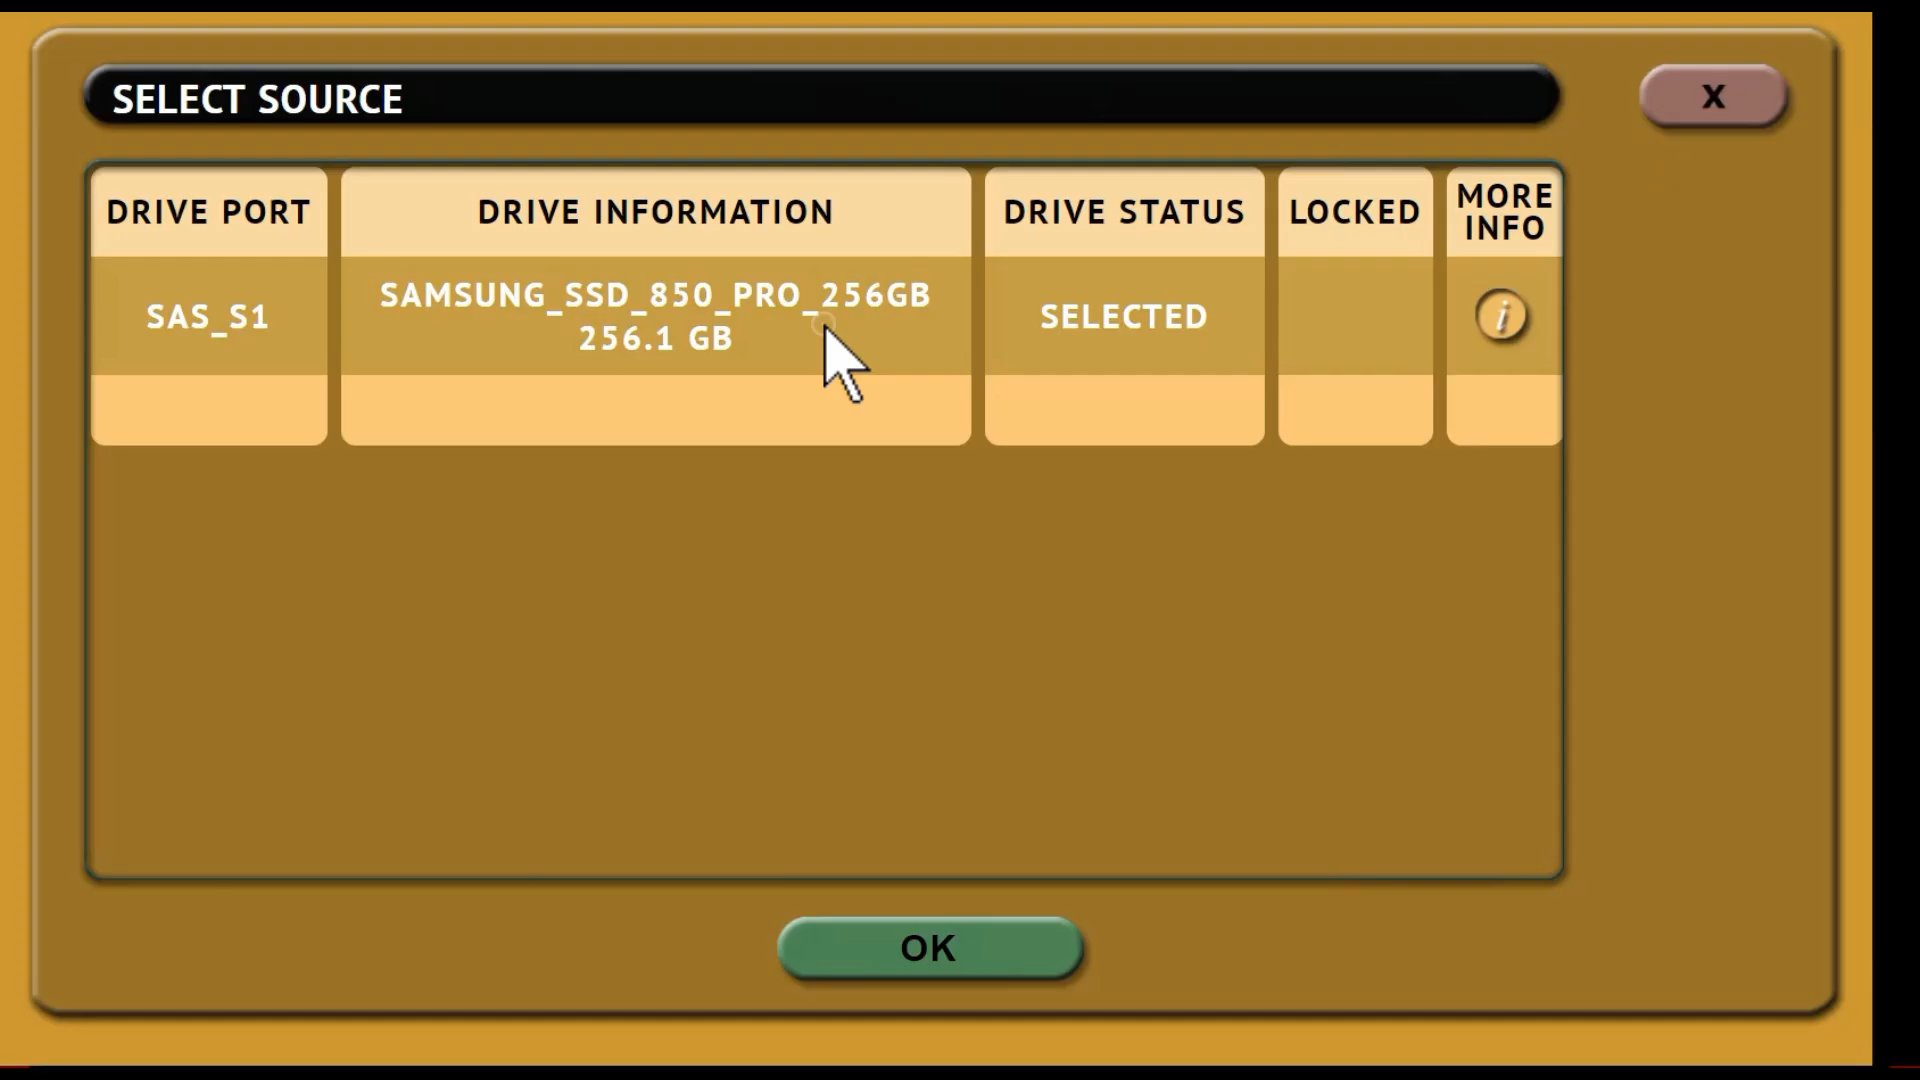 SELECT SOURCE
X
DRIVE PORT
DRIVE INFORMATION
DRIVE STATUS
LOCKED
MORE
INFO
SAS_S1
SAMSUNG_SSD_850_PRO_256GB
256.1 GB
SELECTED
i
OK